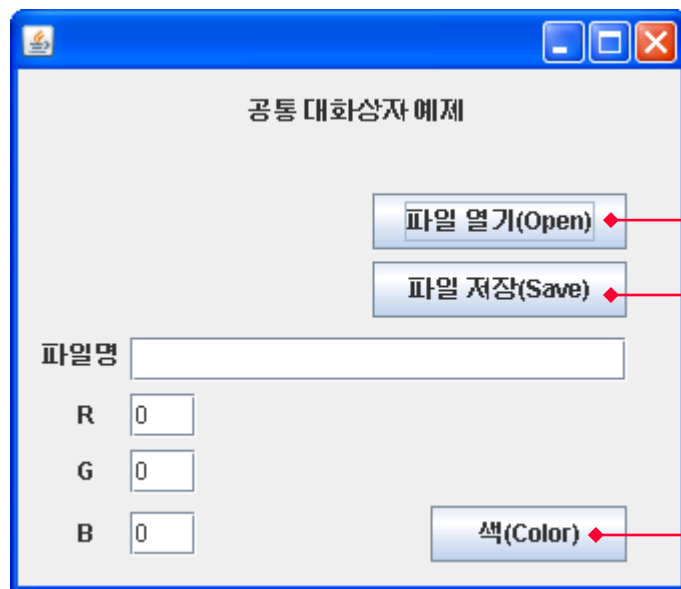 공통 대화상자 예제
파일 열기(Open)
파일 저장(Save)
파일명
R 0
G 0
B 0
색(Color)